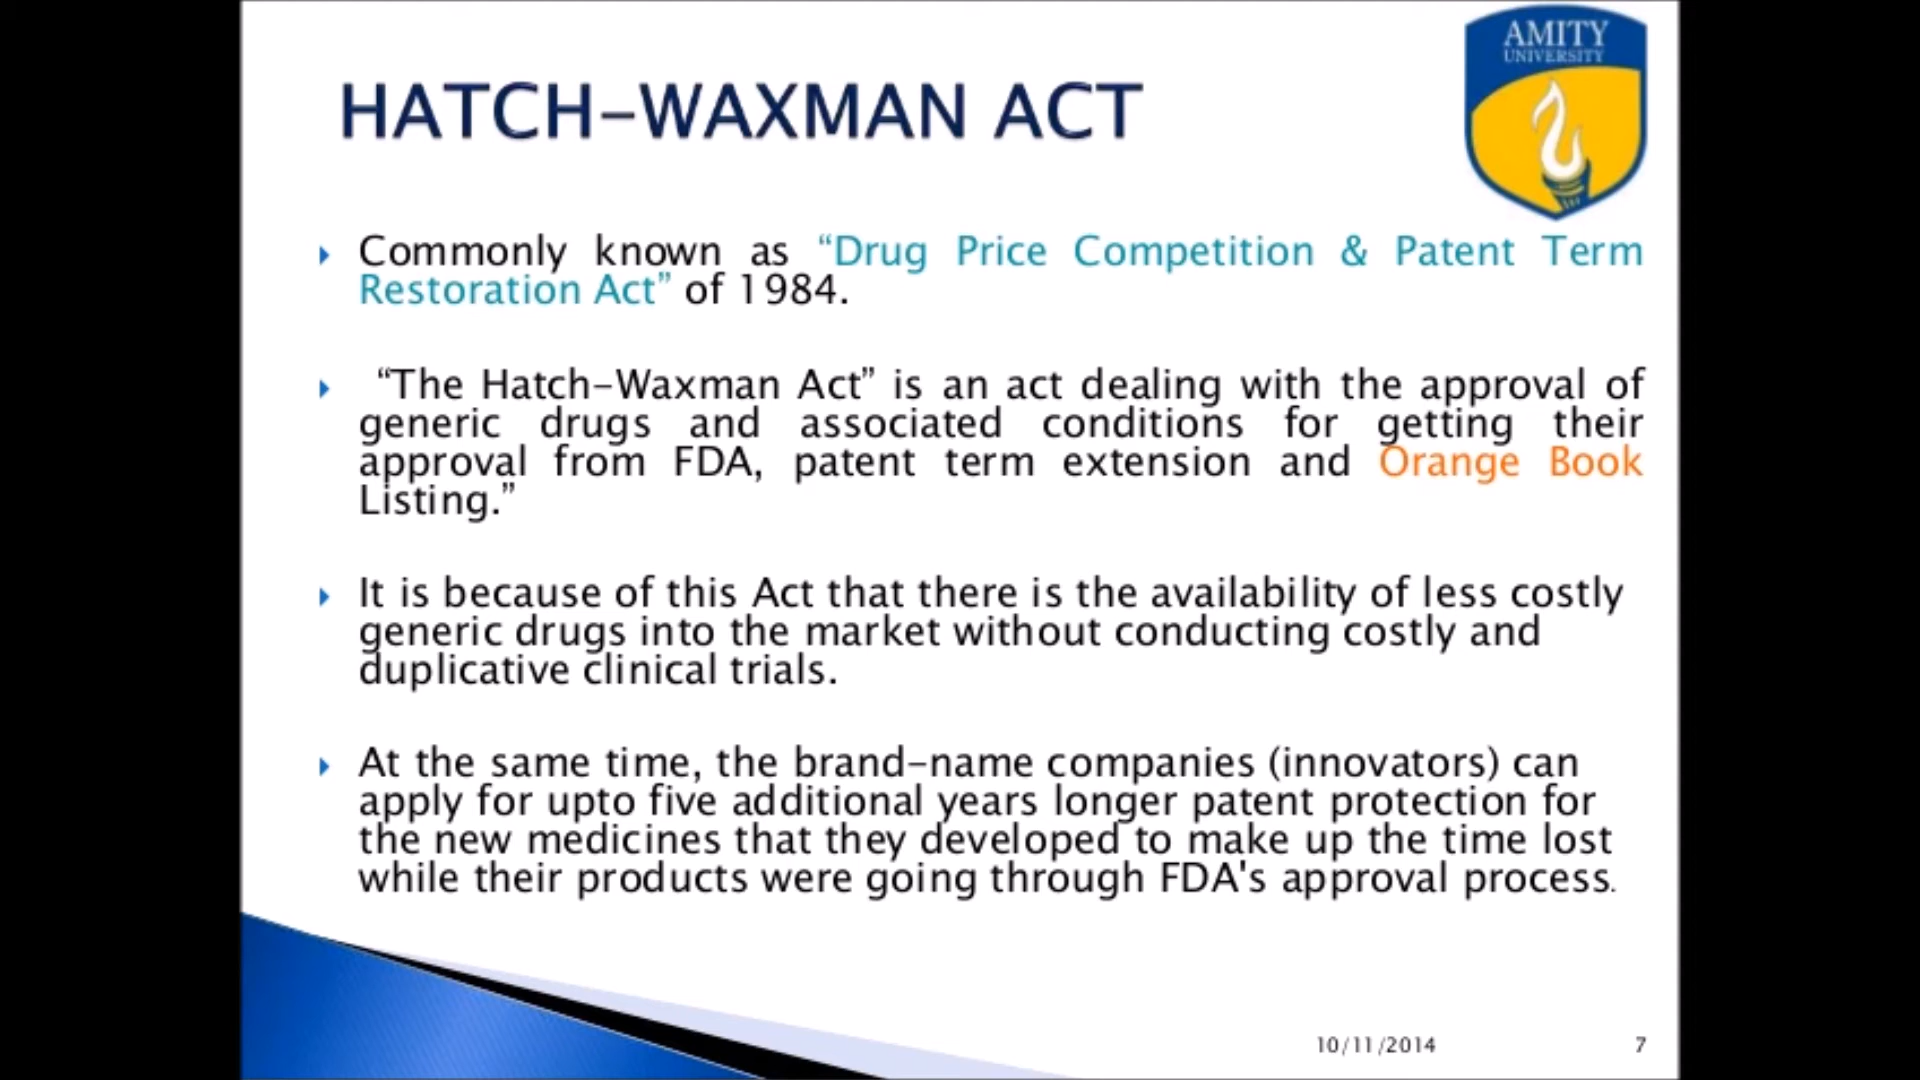 AMITY
UNIVERSITY
HATCH-WAXMAN ACT
Commonly known as “Drug Price Competition & Patent Term
Restoration Act” of 1984.
“The Hatch-Waxman Act” is an act dealing with the approval of
generic drugs and associated conditions for getting their
approval from FDA, patent term extension and Orange Book
Listing.”
It is because of this Act that there is the availability of less costly
generic drugs into the market without conducting costly and
duplicative clinical trials.
At the same time, the brand-name companies (innovators) can
apply for upto five additional years longer patent protection for
the new medicines that they developed to make up the time lost
while their products were going through FDA's approval process.
10/11/2014
7